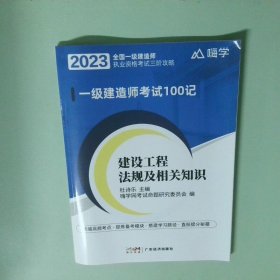 2023
全国一级建造师
执业资格考试三阶攻略
嗨学
一级建造师考试100记
建设工程
法规及相关知识
杜诗乐 主编
嗨学网考试命题研究委员会 编
广东经济出版社